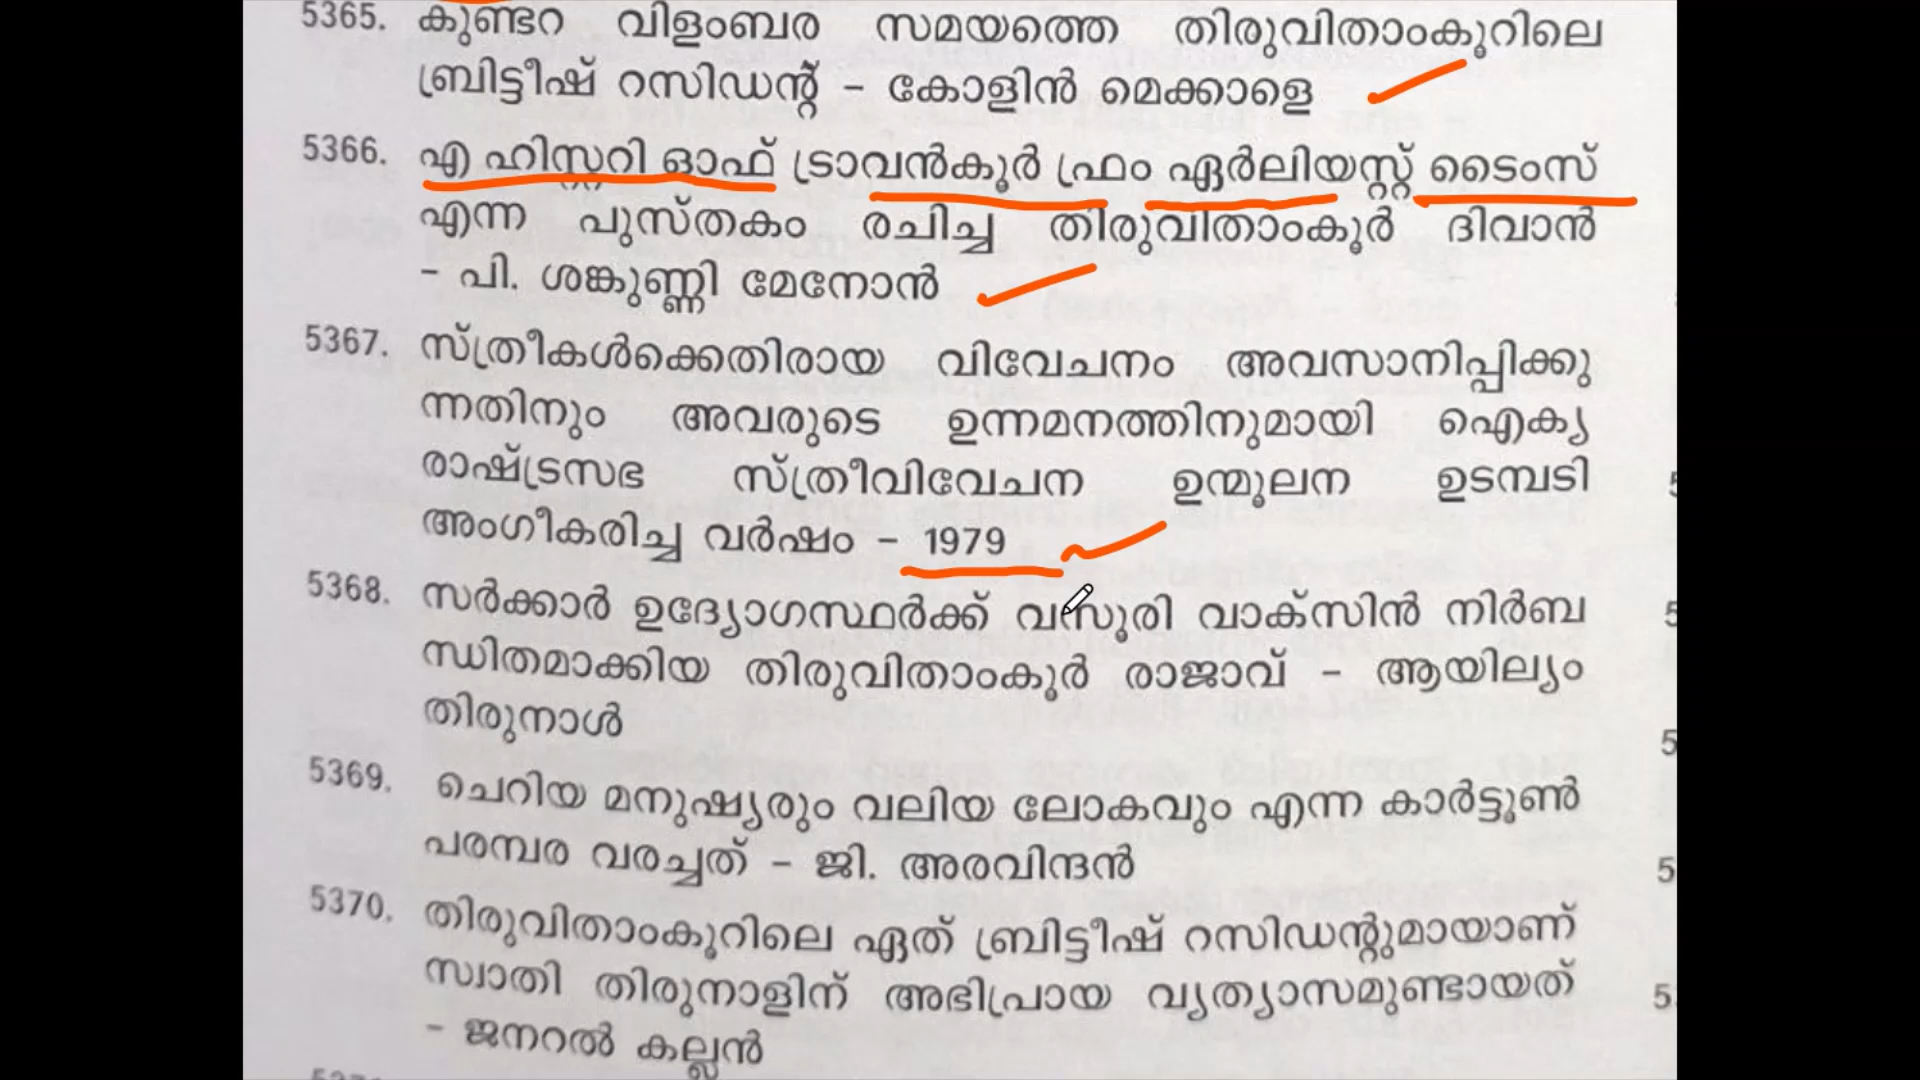 5365. കുണ്ടറ വിളംബര സമയത്തെ തിരുവിതാംകൂറിലെ
ബ്രിട്ടീഷ് റസിഡന്റ് – കോളിൻ മെക്കാളെ
5366. എ ഹിസ്റ്ററി ഓഫ് ട്രാവൻകൂർ ഫ്രം ഏർലിയസ്റ്റ് ടൈംസ്
എന്ന പുസ്തകം രചിച്ച തിരുവിതാംകൂർ ദിവാൻ
– പി. ശങ്കുണ്ണി മേനോൻ
5367. സ്ത്രീകൾക്കെതിരായ വിവേചനം അവസാനിപ്പിക്കു
ന്നതിനും അവരുടെ ഉന്നമനത്തിനുമായി ഐക്യ
രാഷ്ട്രസഭ സ്ത്രീവിവേചന ഉന്മൂലന ഉടമ്പടി
അംഗീകരിച്ച വർഷം – 1979
5368. സർക്കാർ ഉദ്യോഗസ്ഥർക്ക് വസൂരി വാക്സിൻ നിർബ
ന്ധിതമാക്കിയ തിരുവിതാംകൂർ രാജാവ് – ആയില്യം
തിരുനാൾ
5369. ചെറിയ മനുഷ്യരും വലിയ ലോകവും എന്ന കാർട്ടൂൺ
പരമ്പര വരച്ചത് – ജി. അരവിന്ദൻ
5370. തിരുവിതാംകൂറിലെ ഏത് ബ്രിട്ടീഷ് റസിഡന്റുമായാണ്
സ്വാതി തിരുനാളിന് അഭിപ്രായ വ്യത്യാസമുണ്ടായത്
– ജനറൽ കല്ലൻ